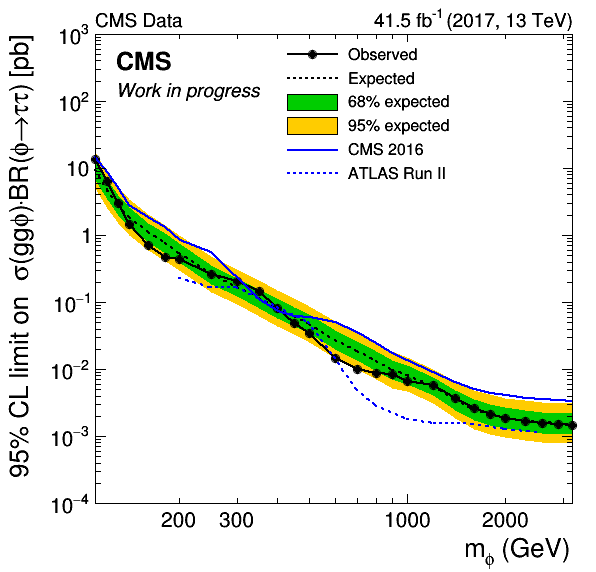 CMS Data 41.5 fb⁻¹ (2017, 13 TeV)
95% CL limit on σ(ggϕ)·BR(ϕ→ττ) [pb]
CMS
Work in progress
Observed
Expected
68% expected
95% expected
CMS 2016
ATLAS Run II
10³
10²
10
1
10⁻¹
10⁻²
10⁻³
10⁻⁴
200 300 1000 2000
m_ϕ (GeV)